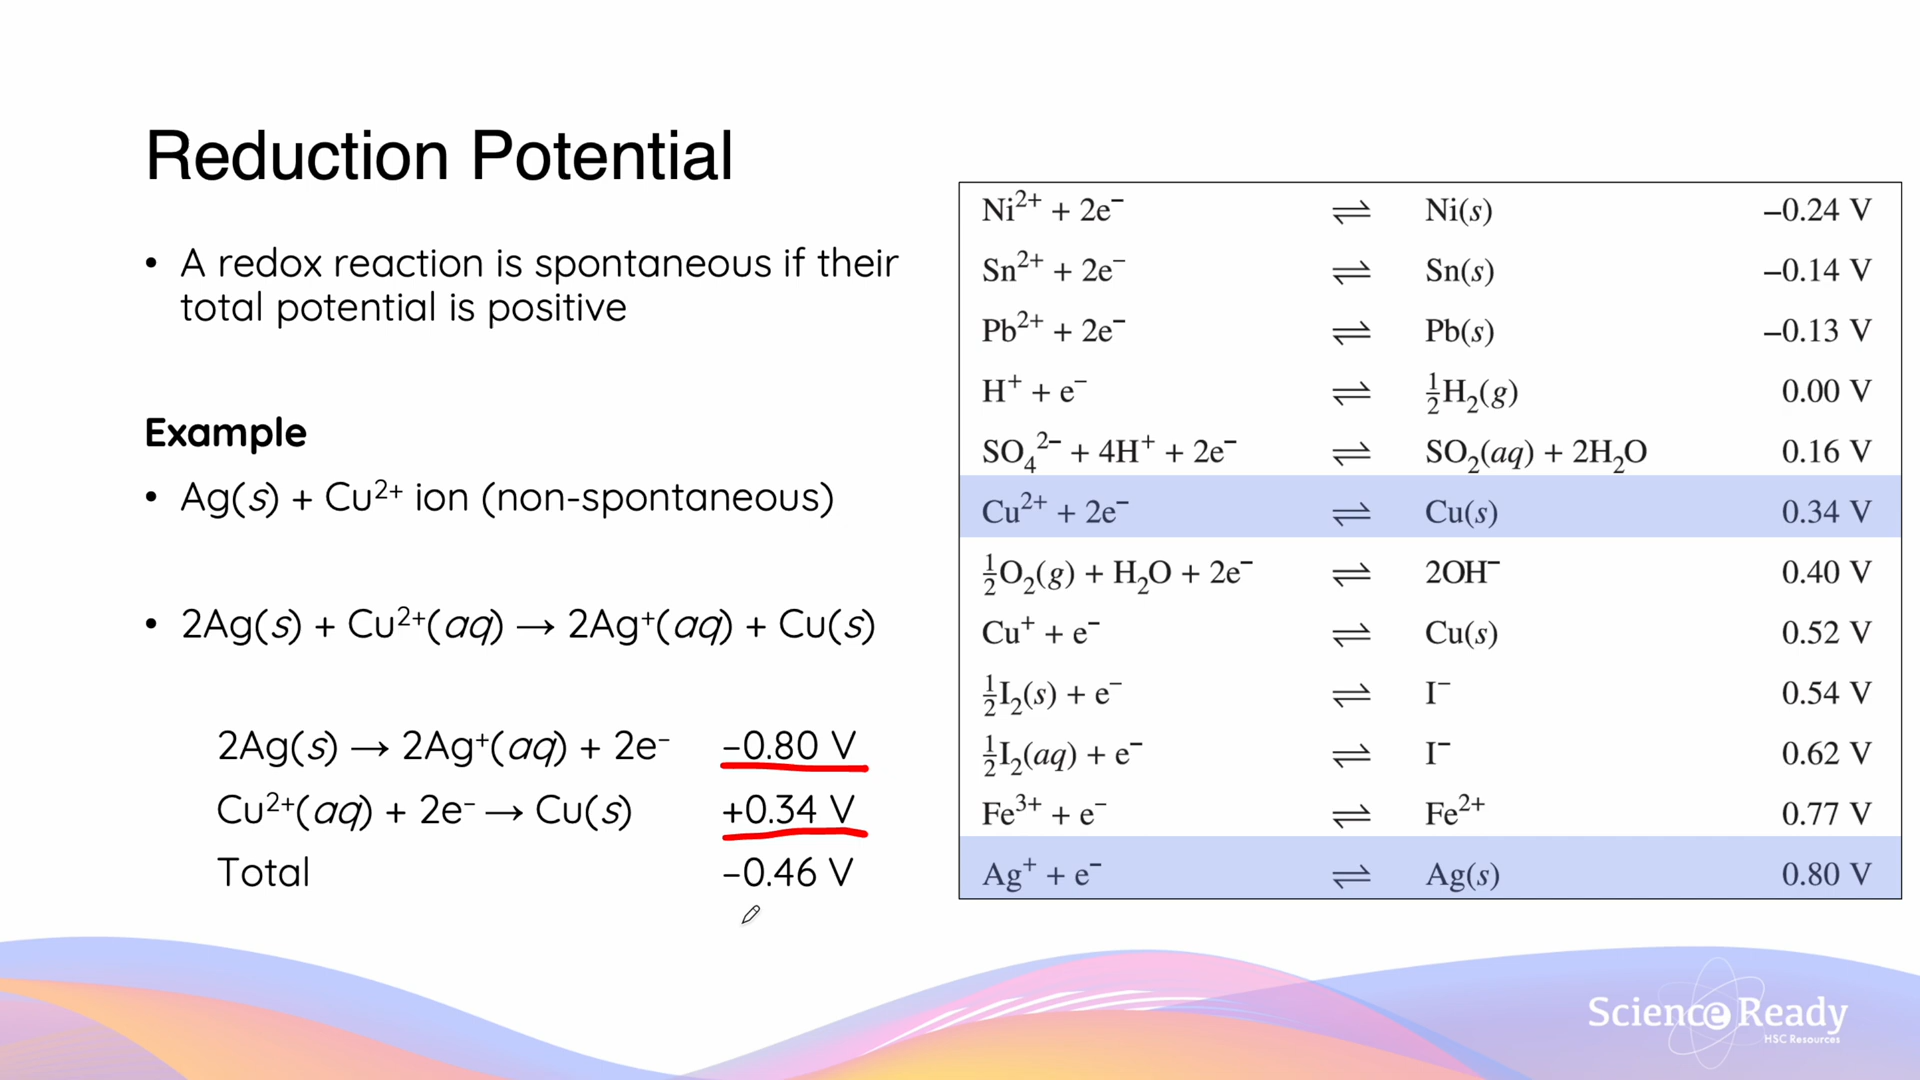 Reduction Potential
• A redox reaction is spontaneous if their
total potential is positive
Example
• Ag(s) + Cu²⁺ ion (non-spontaneous)
• 2Ag(s) + Cu²⁺(aq) → 2Ag⁺(aq) + Cu(s)
2Ag(s) → 2Ag⁺(aq) + 2e⁻ –0.80 V
Cu²⁺(aq) + 2e⁻ → Cu(s) +0.34 V
Total –0.46 V
Ni²⁺ + 2e⁻ ⇌ Ni(s) –0.24 V
Sn²⁺ + 2e⁻ ⇌ Sn(s) –0.14 V
Pb²⁺ + 2e⁻ ⇌ Pb(s) –0.13 V
H⁺ + e⁻ ⇌ ½H₂(g) 0.00 V
SO₄²⁻ + 4H⁺ + 2e⁻ ⇌ SO₂(aq) + 2H₂O 0.16 V
Cu²⁺ + 2e⁻ ⇌ Cu(s) 0.34 V
½O₂(g) + H₂O + 2e⁻ ⇌ 2OH⁻ 0.40 V
Cu⁺ + e⁻ ⇌ Cu(s) 0.52 V
½I₂(s) + e⁻ ⇌ I⁻ 0.54 V
½I₂(aq) + e⁻ ⇌ I⁻ 0.62 V
Fe³⁺ + e⁻ ⇌ Fe²⁺ 0.77 V
Ag⁺ + e⁻ ⇌ Ag(s) 0.80 V
Science Ready
HSC Resources